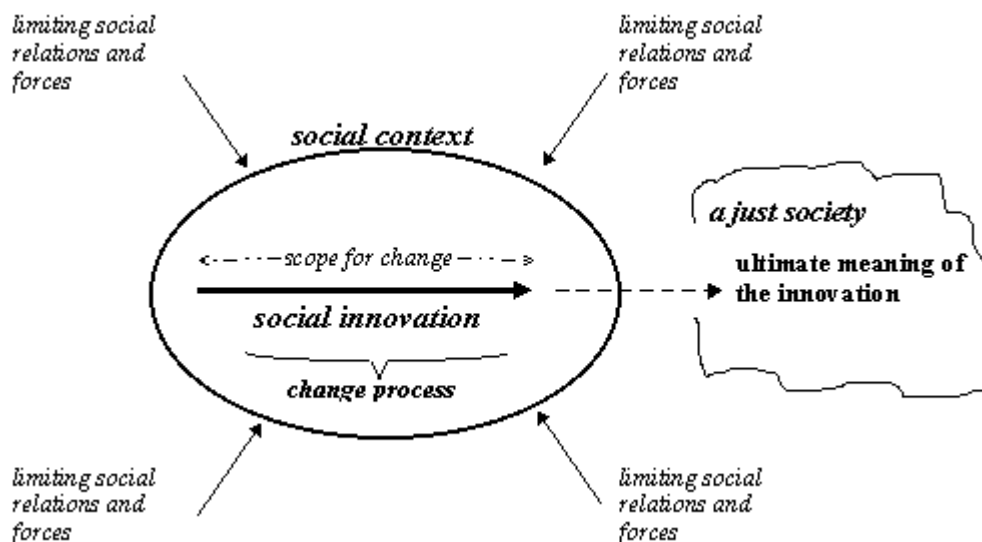 limiting social
relations and
forces
limiting social
relations and
forces
social context
a just society
scope for change
ultimate meaning of
the innovation
social innovation
change process
limiting social
relations and
forces
limiting social
relations and
forces